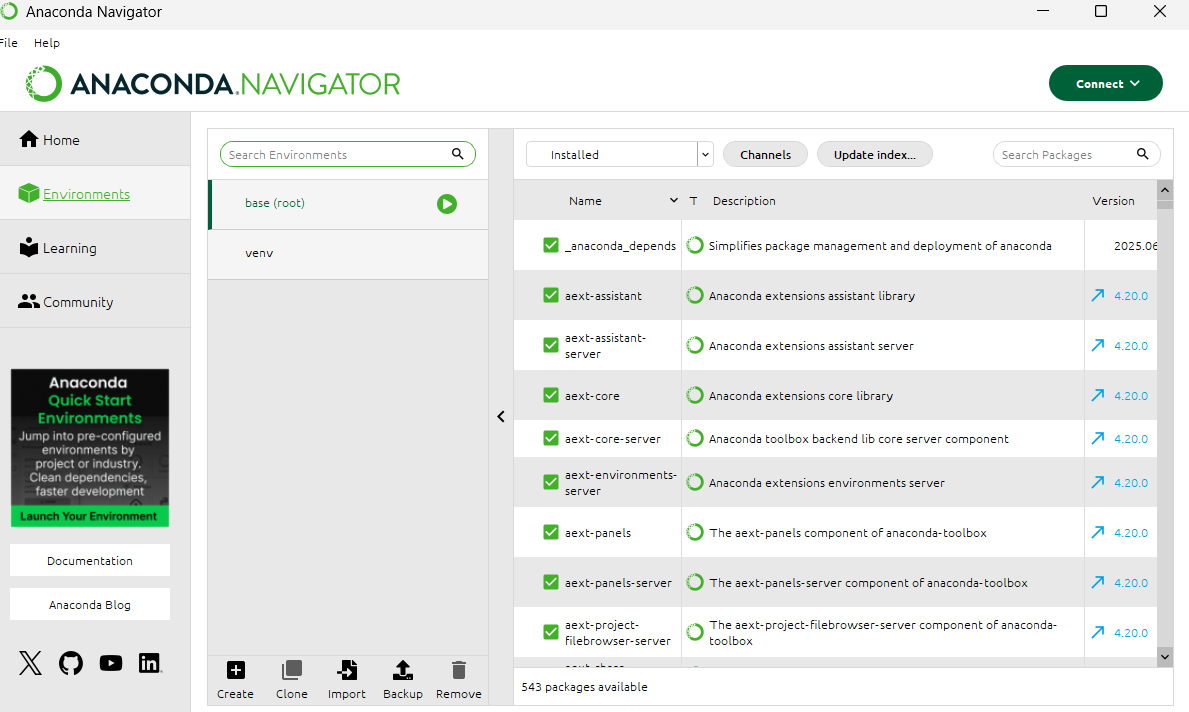 Anaconda Navigator
File Help
ANACONDA.NAVIGATOR
Connect
Home
Environments
Learning
Community
Anaconda
Quick Start
Environments
Jump into pre-configured
environments by
project or industry.
Clean dependencies,
faster development
Launch Your Environment
Documentation
Anaconda Blog
Search Environments
base (root)
venv
Create Clone Import Backup Remove
Installed Channels Update index... Search Packages
Name T Description Version
_anaconda_depends Simplifies package management and deployment of anaconda 2025.06
aext-assistant Anaconda extensions assistant library 4.20.0
aext-assistant-
server Anaconda extensions assistant server 4.20.0
aext-core Anaconda extensions core library 4.20.0
aext-core-server Anaconda toolbox backend lib core server component 4.20.0
aext-environments-
server Anaconda extensions environments server 4.20.0
aext-panels The aext-panels component of anaconda-toolbox 4.20.0
aext-panels-server The aext-panels-server component of anaconda-toolbox 4.20.0
aext-project-
filebrowser-server The aext-project-filebrowser-server component of anaconda-
toolbox 4.20.0
543 packages available